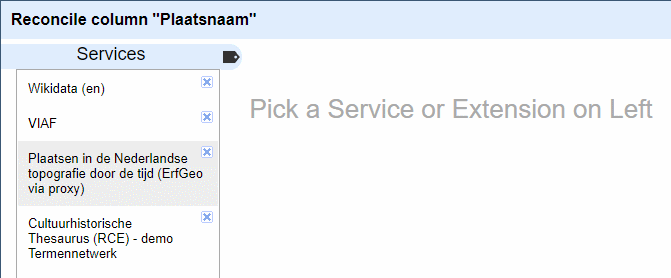 Reconcile column "Plaatsnaam"
Services
Wikidata (en)
VIAF
Plaatsen in de Nederlandse
topografie door de tijd (ErfGeo
via proxy)
Cultuurhistorische
Thesaurus (RCE) - demo
Termennetwerk
Pick a Service or Extension on Left